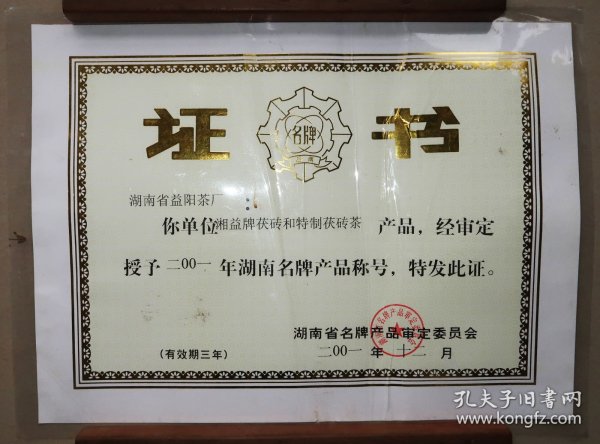 证书
名牌
湖南省益阳茶厂：
你单位湘益牌茯砖和特制茯砖茶产品，经审定
授予二00一年湖南名牌产品称号，特发此证。
湖南省名牌产品审定委员会
（有效期三年）
二00一年十二月
孔夫子旧书网
www.kongfz.com